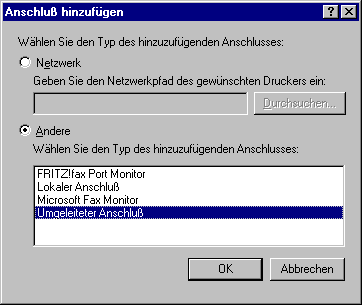 Anschluß hinzufügen
Wählen Sie den Typ des hinzuzufügenden Anschlusses:
Netzwerk
Geben Sie den Netzwerkpfad des gewünschten Druckers ein:
Durchsuchen...
Andere
Wählen Sie den Typ des hinzuzufügenden Anschlusses:
FRITZ!fax Port Monitor
Lokaler Anschluß
Microsoft Fax Monitor
Umgeleiteter Anschluß
OK
Abbrechen